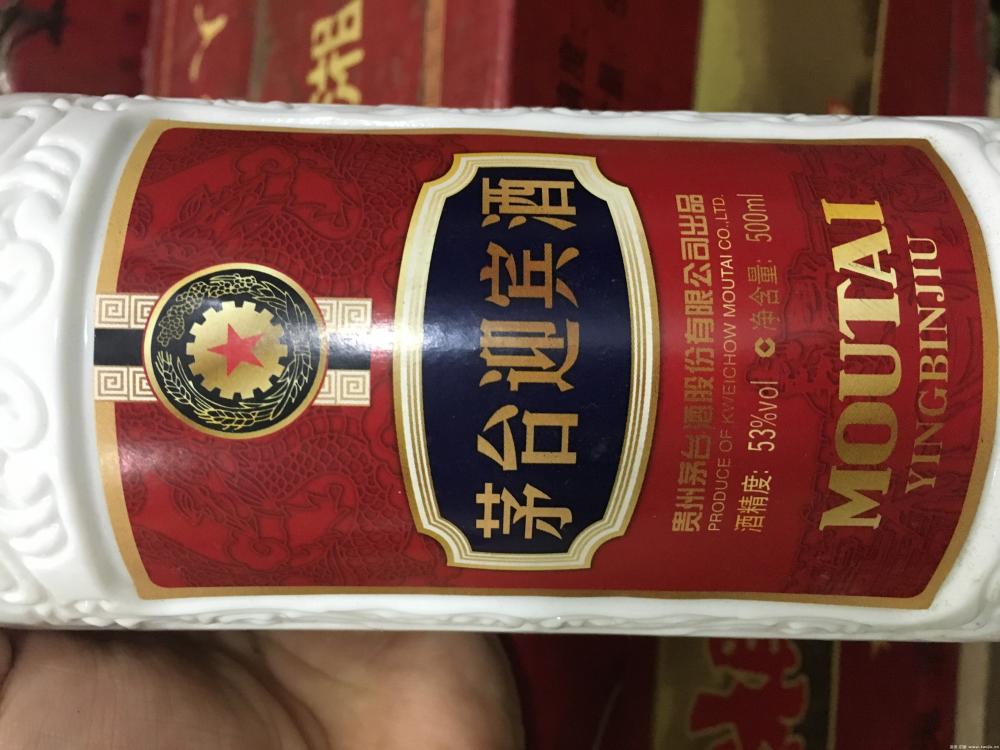 茅台迎宾酒
贵州茅台酒股份有限公司出品
PRODUCE OF KWEICHOW MOUTAI CO.,LTD.
酒精度: 53%vol 净含量: 500ml
MOUTAI
YINGBINJIU
湘